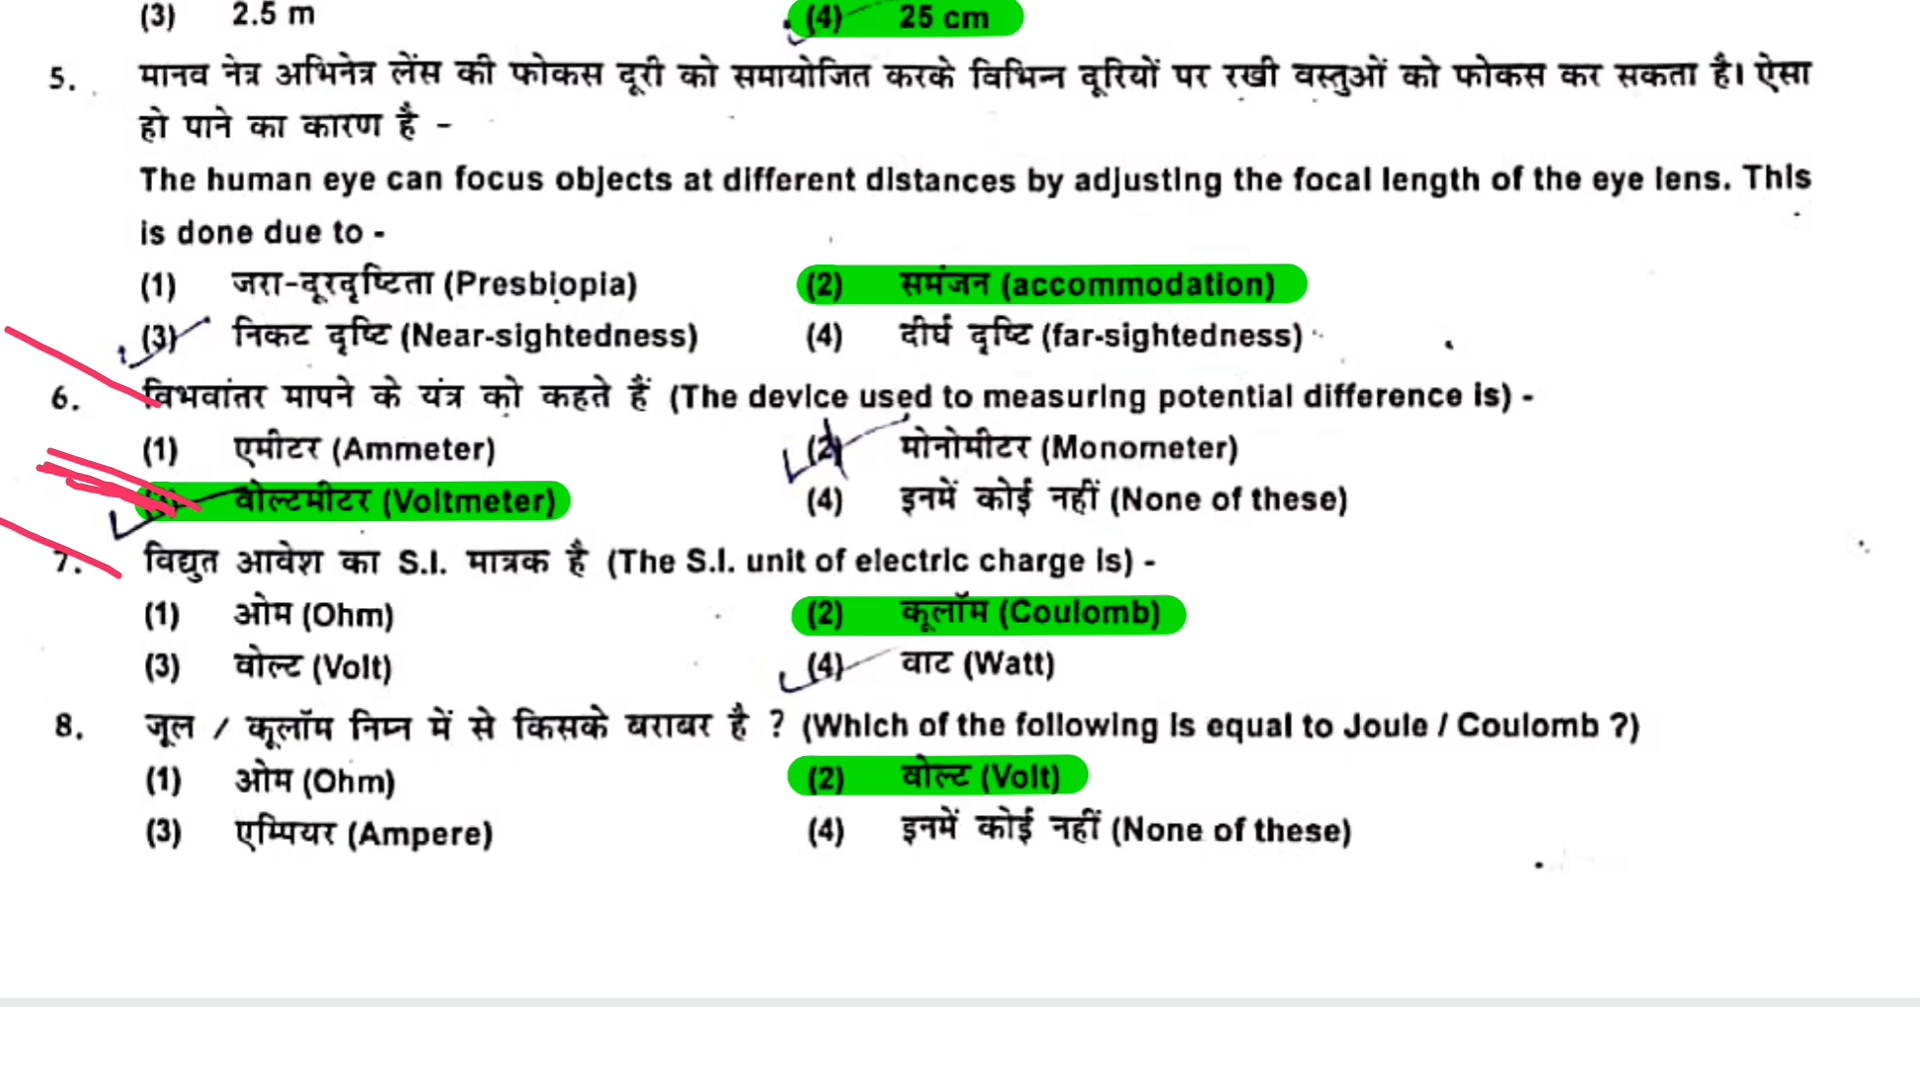 (3) 2.5 m (4) 25 cm
5. मानव नेत्र अभिनेत्र लेंस की फोकस दूरी को समायोजित करके विभिन्न दूरियों पर रखी वस्तुओं को फोकस कर सकता है। ऐसा
हो पाने का कारण है -
The human eye can focus objects at different distances by adjusting the focal length of the eye lens. This
is done due to -
(1) जरा-दूरदृष्टिता (Presbiopia) (2) समंजन (accommodation)
(3) निकट दृष्टि (Near-sightedness) (4) दीर्घ दृष्टि (far-sightedness)
6. विभवांतर मापने के यंत्र को कहते हैं (The device used to measuring potential difference is) -
(1) एमीटर (Ammeter) (2) मोनोमीटर (Monometer)
वोल्टमीटर (Voltmeter) (4) इनमें कोई नहीं (None of these)
7. विद्युत आवेश का S.I. मात्रक है (The S.I. unit of electric charge is) -
(1) ओम (Ohm) (2) कूलॉम (Coulomb)
(3) वोल्ट (Volt) (4) वाट (Watt)
8. जूल / कूलॉम निम्न में से किसके बराबर है ? (Which of the following is equal to Joule / Coulomb ?)
(1) ओम (Ohm) (2) वोल्ट (Volt)
(3) एम्पियर (Ampere) (4) इनमें कोई नहीं (None of these)